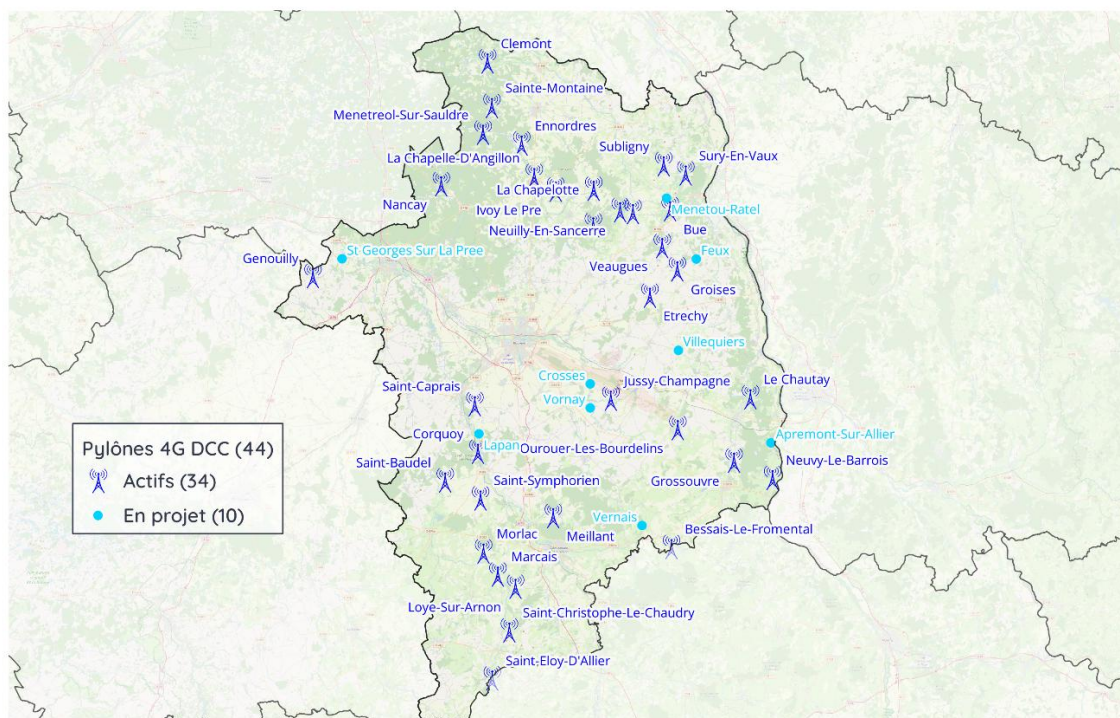 Clemont
Sainte-Montaine
Menetreol-Sur-Sauldre
Ennordres
Subligny
La Chapelle-D'Angillon
Sury-En-Vaux
La Chapelotte
Nancay
Ivoy Le Pre
Menetou-Ratel
Neuilly-En-Sancerre
Bue
St Georges Sur La Pree
Genouilly
Feux
Veaugues
Groises
Etrechy
Villequiers
Crosses
Jussy-Champagne
Le Chautay
Saint-Caprais
Vornay
Corquoy
Lapan
Ourouer-Les-Bourdelins
Apremont-Sur-Allier
Saint-Baudel
Neuvy-Le-Barrois
Saint-Symphorien
Grossouvre
Vernais
Bessais-Le-Fromental
Morlac
Meillant
Marcais
Loye-Sur-Arnon
Saint-Christophe-Le-Chaudry
Saint-Eloy-D'Allier
Pylônes 4G DCC (44)
Actifs (34)
En projet (10)